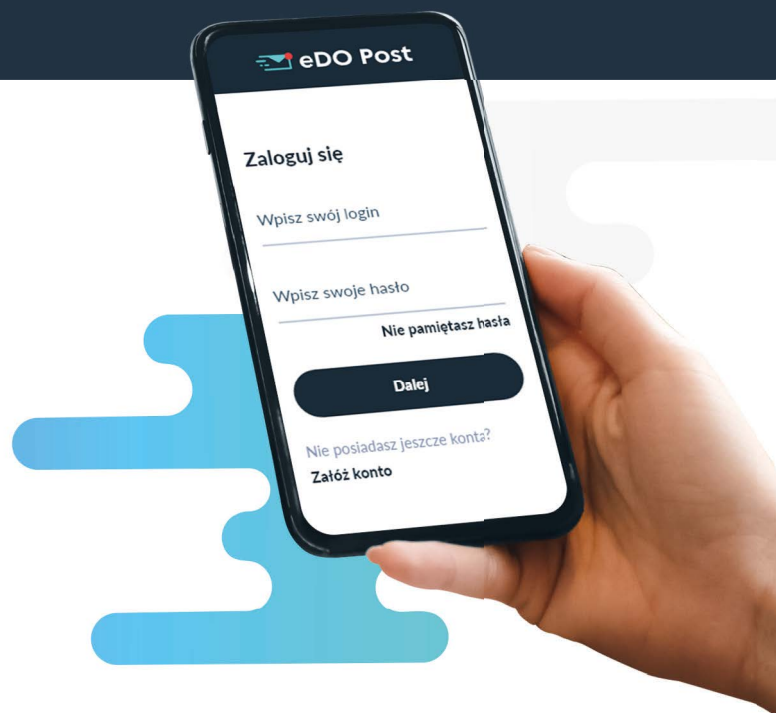 eDO Post
Zaloguj się
Wpisz swój login
Wpisz swoje hasło
Nie pamiętasz hasła
Dalej
Nie posiadasz jeszcze konta?
Załóż konto